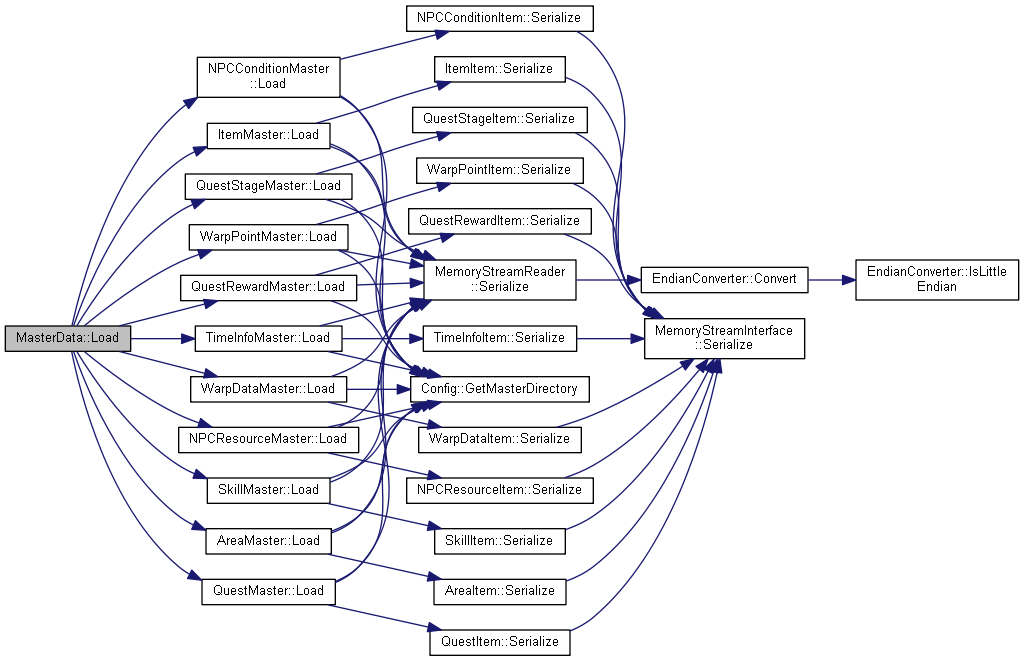 MasterData::Load
NPCConditionMaster
::Load
ItemMaster::Load
QuestStageMaster::Load
WarpPointMaster::Load
QuestRewardMaster::Load
TimeInfoMaster::Load
WarpDataMaster::Load
NPCResourceMaster::Load
SkillMaster::Load
AreaMaster::Load
QuestMaster::Load
NPCConditionItem::Serialize
ItemItem::Serialize
QuestStageItem::Serialize
WarpPointItem::Serialize
QuestRewardItem::Serialize
MemoryStreamReader
::Serialize
TimeInfoItem::Serialize
Config::GetMasterDirectory
WarpDataItem::Serialize
NPCResourceItem::Serialize
SkillItem::Serialize
AreaItem::Serialize
QuestItem::Serialize
EndianConverter::Convert
MemoryStreamInterface
::Serialize
EndianConverter::IsLittle
Endian